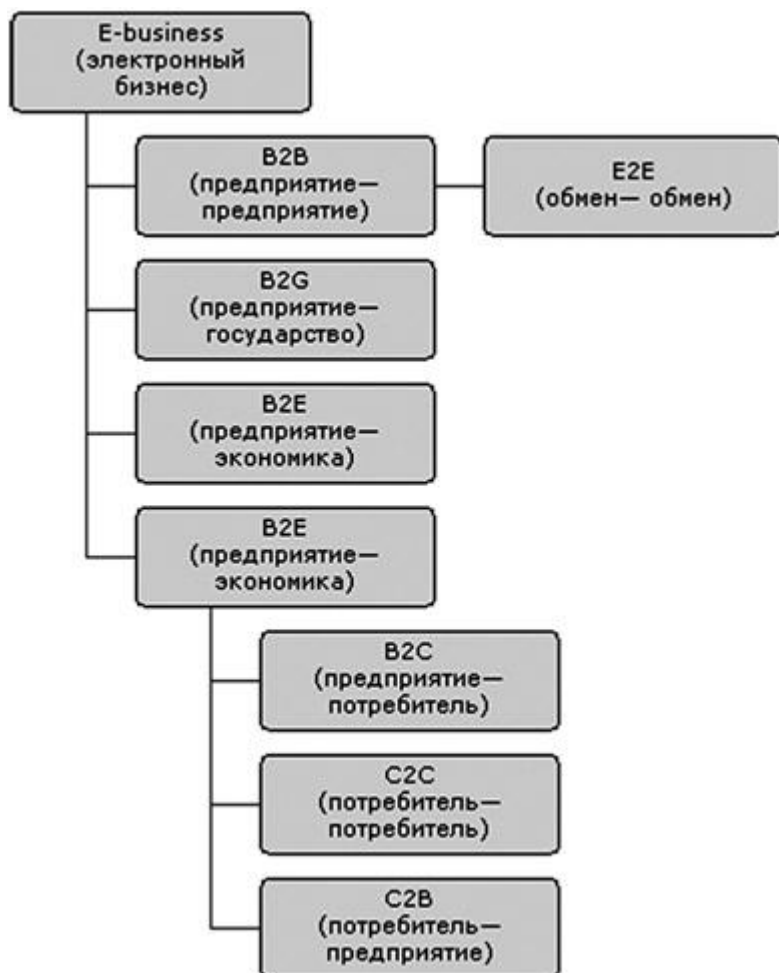 E-business
(электронный
бизнес)
B2B
(предприятие—
предприятие)
E2E
(обмен— обмен)
B2G
(предприятие—
государство)
B2E
(предприятие—
экономика)
B2E
(предприятие—
экономика)
B2C
(предприятие—
потребитель)
C2C
(потребитель—
потребитель)
C2B
(потребитель—
предприятие)